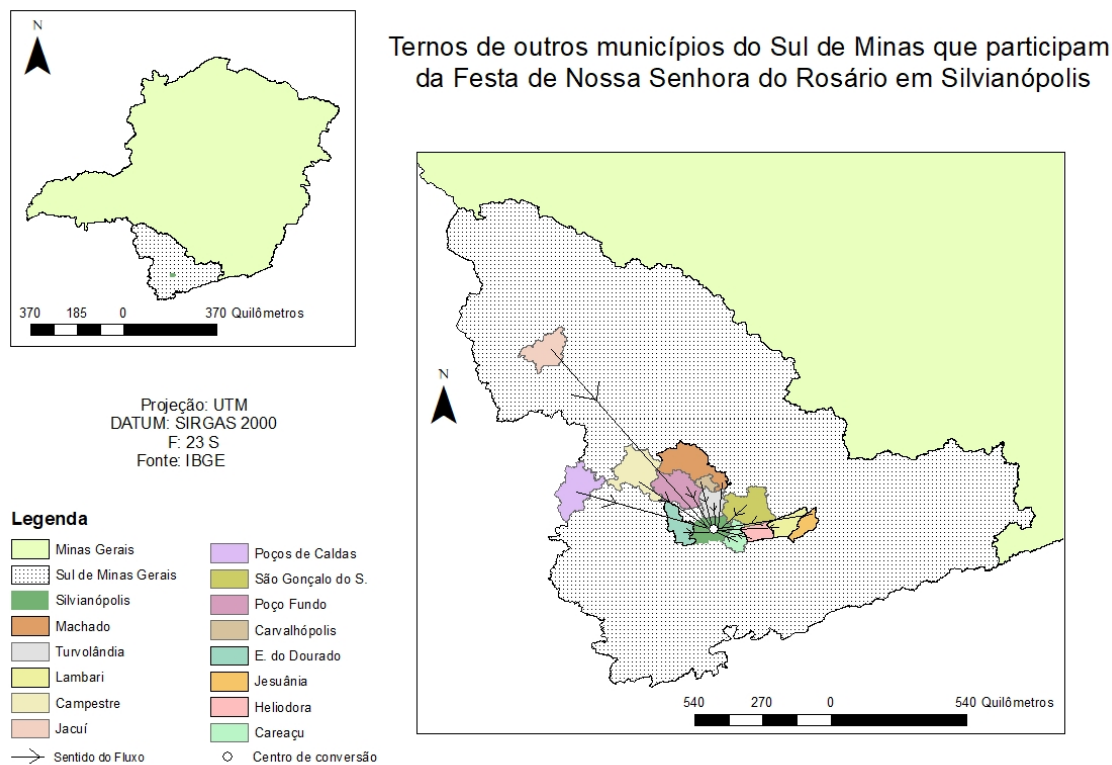 N
Ternos de outros municípios do Sul de Minas que participam
da Festa de Nossa Senhora do Rosário em Silvianópolis
370 185 0 370 Quilômetros
N
Projeção: UTM
DATUM: SIRGAS 2000
F: 23 S
Fonte: IBGE
Legenda
Minas Gerais
Sul de Minas Gerais
Silvianópolis
Machado
Turvolândia
Lambari
Campestre
Jacuí
Sentido do Fluxo
Poços de Caldas
São Gonçalo do S.
Poço Fundo
Carvalhópolis
E. do Dourado
Jesuânia
Heliodora
Careaçu
Centro de conversão
540 270 0 540 Quilômetros